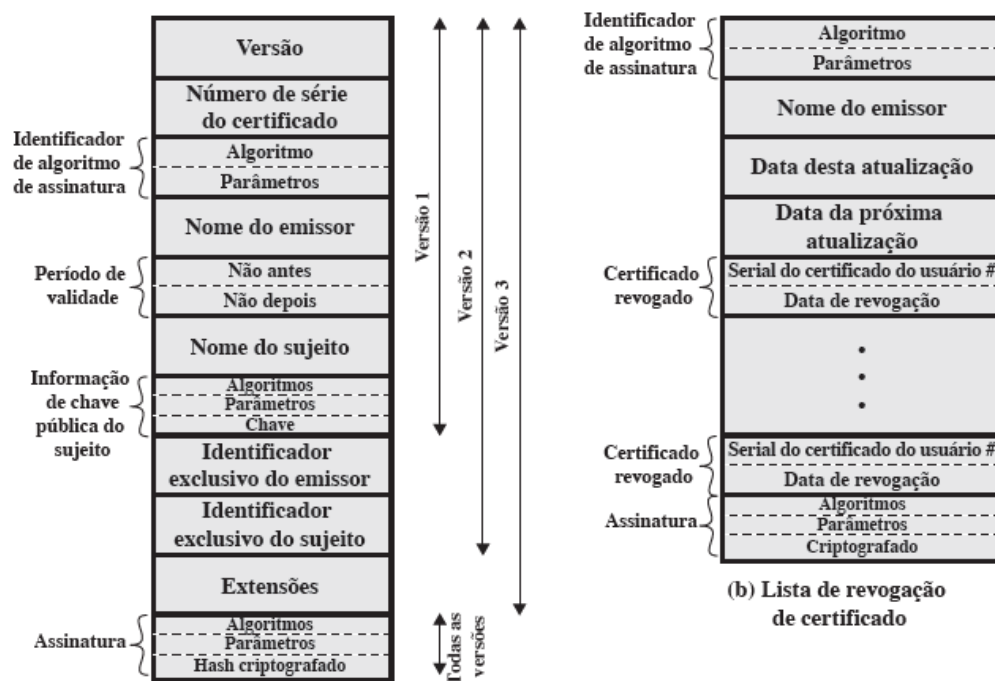 Versão
Número de série
do certificado
Identificador
de algoritmo
de assinatura
Algoritmo
Parâmetros
Nome do emissor
Período de
validade
Não antes
Não depois
Nome do sujeito
Informação
de chave
pública do
sujeito
Algoritmos
Parâmetros
Chave
Identificador
exclusivo do emissor
Identificador
exclusivo do sujeito
Extensões
Assinatura
Algoritmos
Parâmetros
Hash criptografado
Versão 1
Versão 2
Versão 3
Todas as
versões
Identificador
de algoritmo
de assinatura
Algoritmo
Parâmetros
Nome do emissor
Data desta atualização
Data da próxima
atualização
Certificado
revogado
Serial do certificado do usuário #
Data de revogação
Certificado
revogado
Serial do certificado do usuário #
Data de revogação
Assinatura
Algoritmos
Parâmetros
Criptografado
(b) Lista de revogação
de certificado